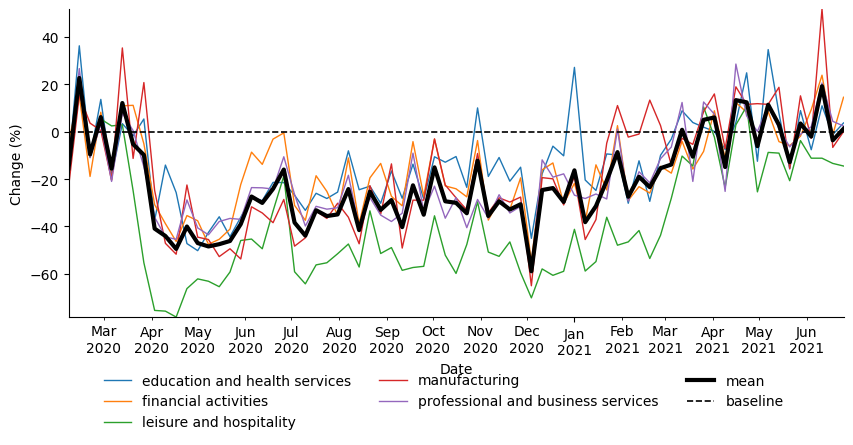 Change (%)
40
20
0
−20
−40
−60
Mar Apr May Jun Jul Aug Sep Oct Nov Dec Jan Feb Mar Apr May Jun
2020 2020 2020 2020 2020 2020 2020 2020 2020 2020 2021 2021 2021 2021 2021 2021
Date
education and health services
financial activities
leisure and hospitality
manufacturing
professional and business services
mean
baseline